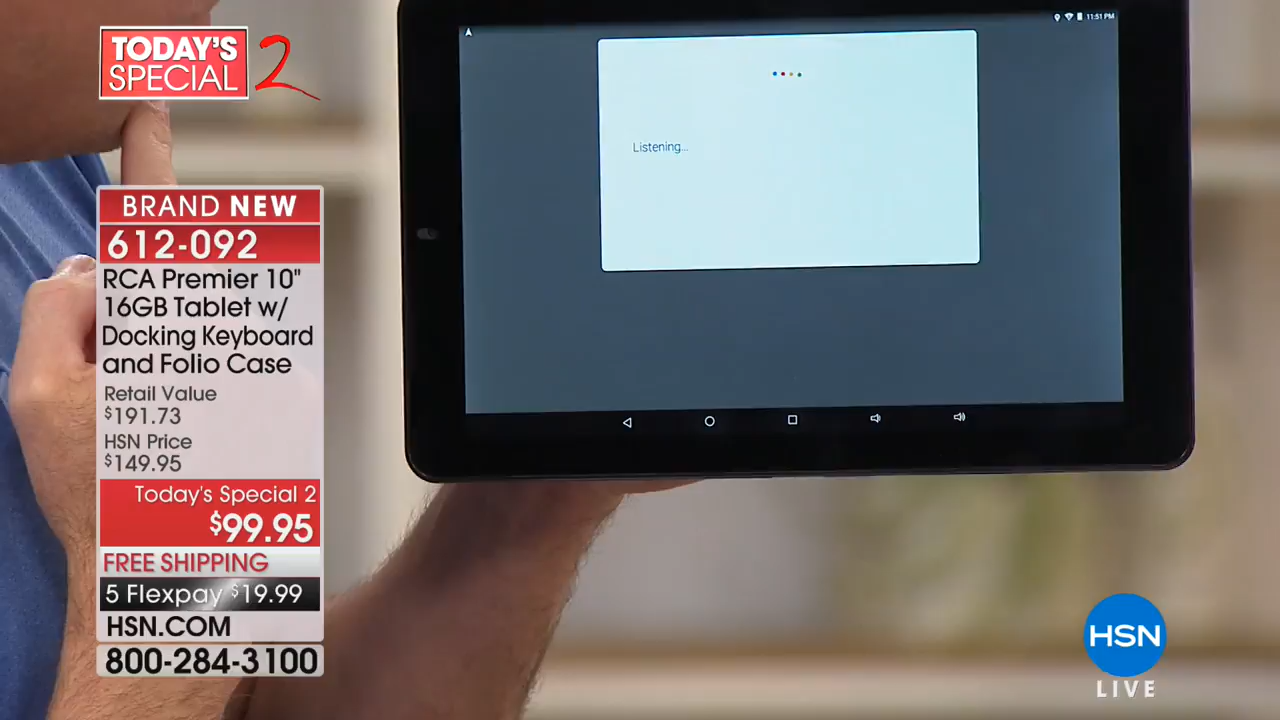 TODAY'S
SPECIAL 2
11:51 PM
Listening...
BRAND NEW
612-092
RCA Premier 10"
16GB Tablet w/
Docking Keyboard
and Folio Case
Retail Value
$191.73
HSN Price
$149.95
Today's Special 2
$99.95
FREE SHIPPING
5 Flexpay $19.99
HSN.COM
800-284-3100
HSN
LIVE